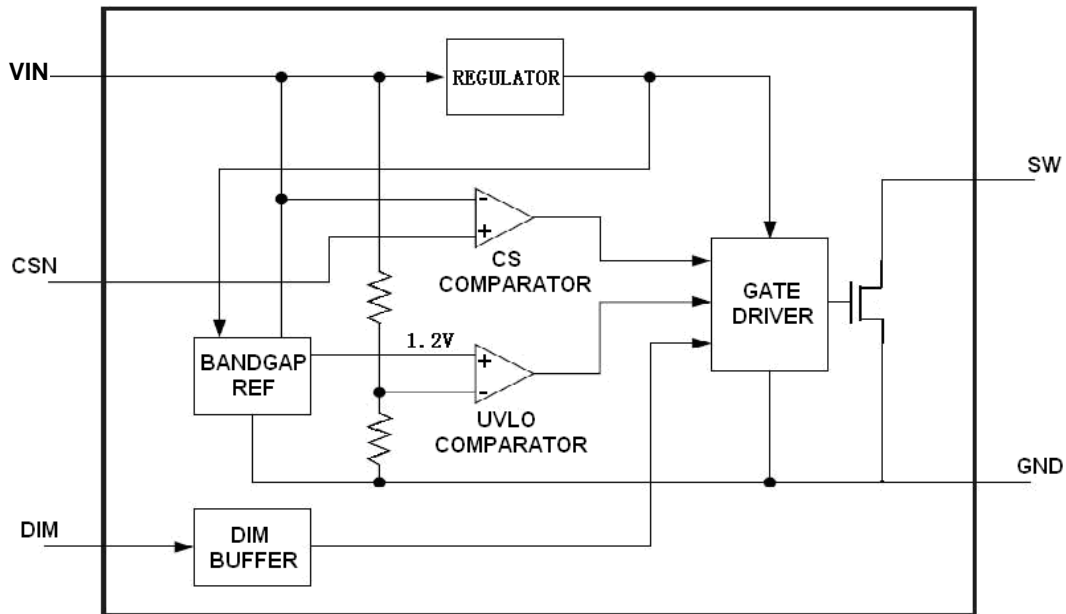 VIN
REGULATOR
SW
-
+
CS
COMPARATOR
CSN
GATE
DRIVER
1.2V
+
-
BANDGAP
REF
UVLO
COMPARATOR
GND
DIM
DIM
BUFFER